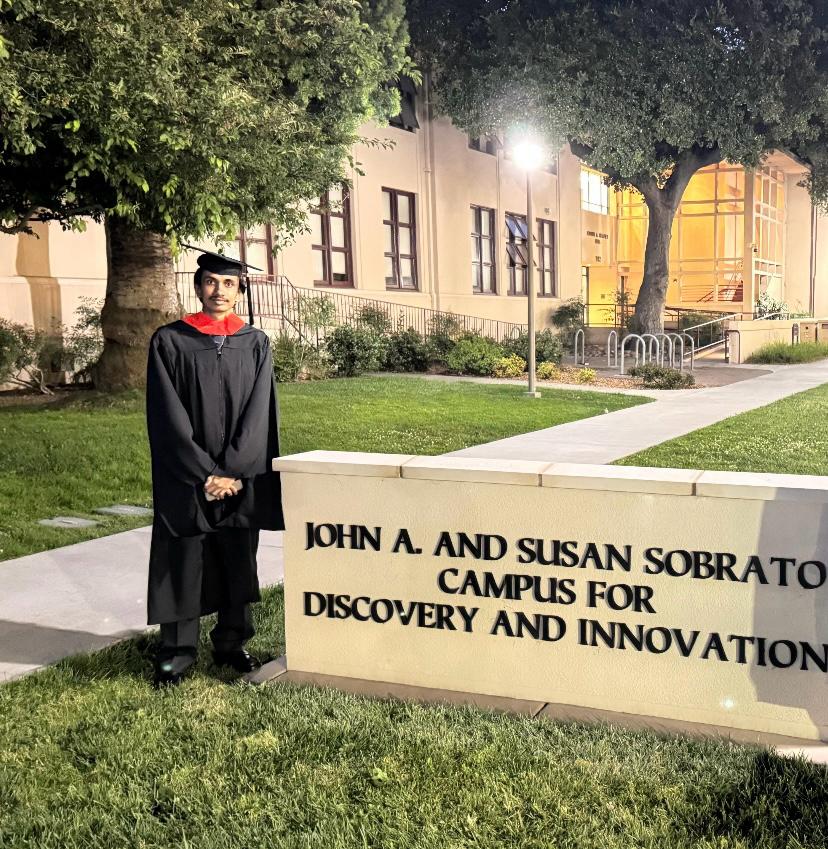 JOHN A. AND SUSAN SOBRATO
CAMPUS FOR
DISCOVERY AND INNOVATION